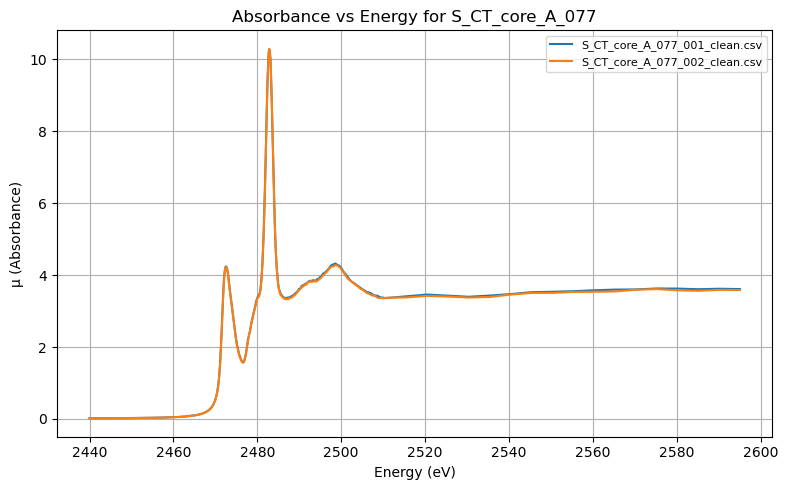 Absorbance vs Energy for S_CT_core_A_077
S_CT_core_A_077_001_clean.csv
S_CT_core_A_077_002_clean.csv
μ (Absorbance)
10
8
6
4
2
0
2440 2460 2480 2500 2520 2540 2560 2580 2600
Energy (eV)